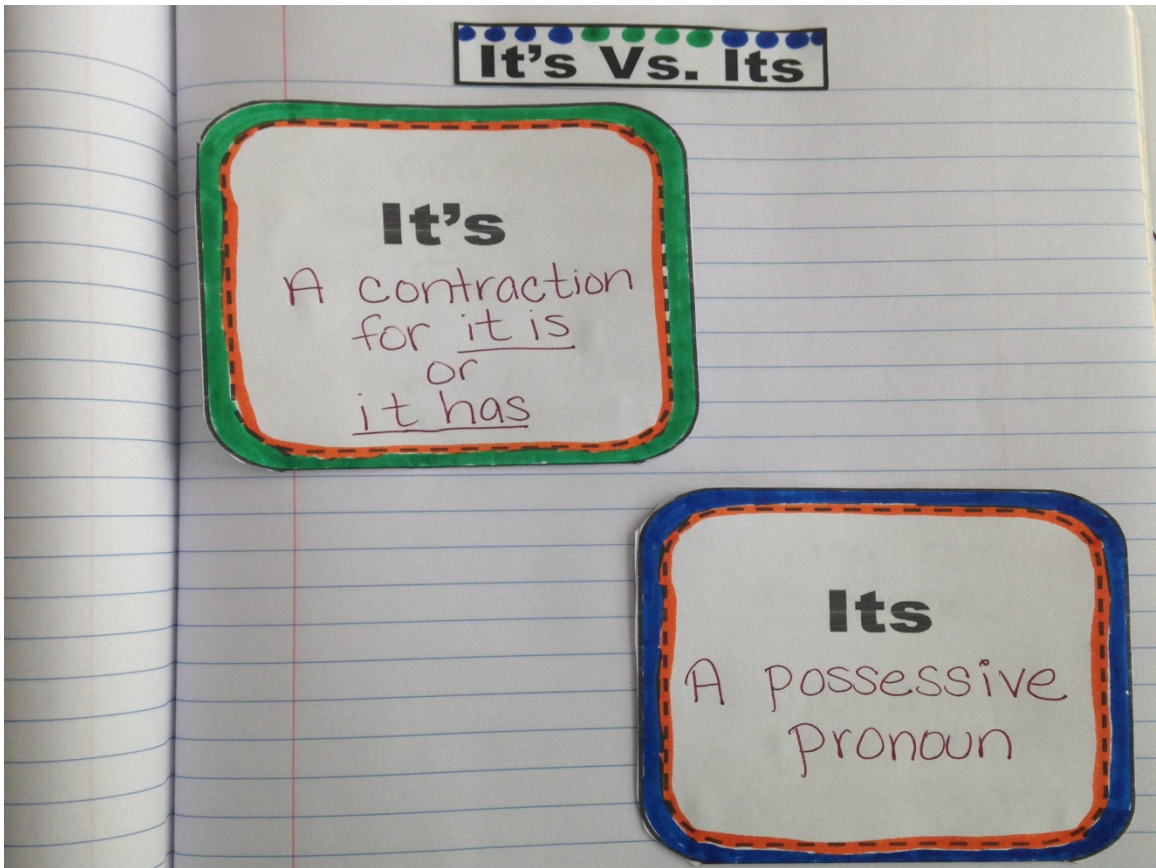 It's Vs. Its
It's
A contraction
for it is
or
it has
Its
A possessive
pronoun